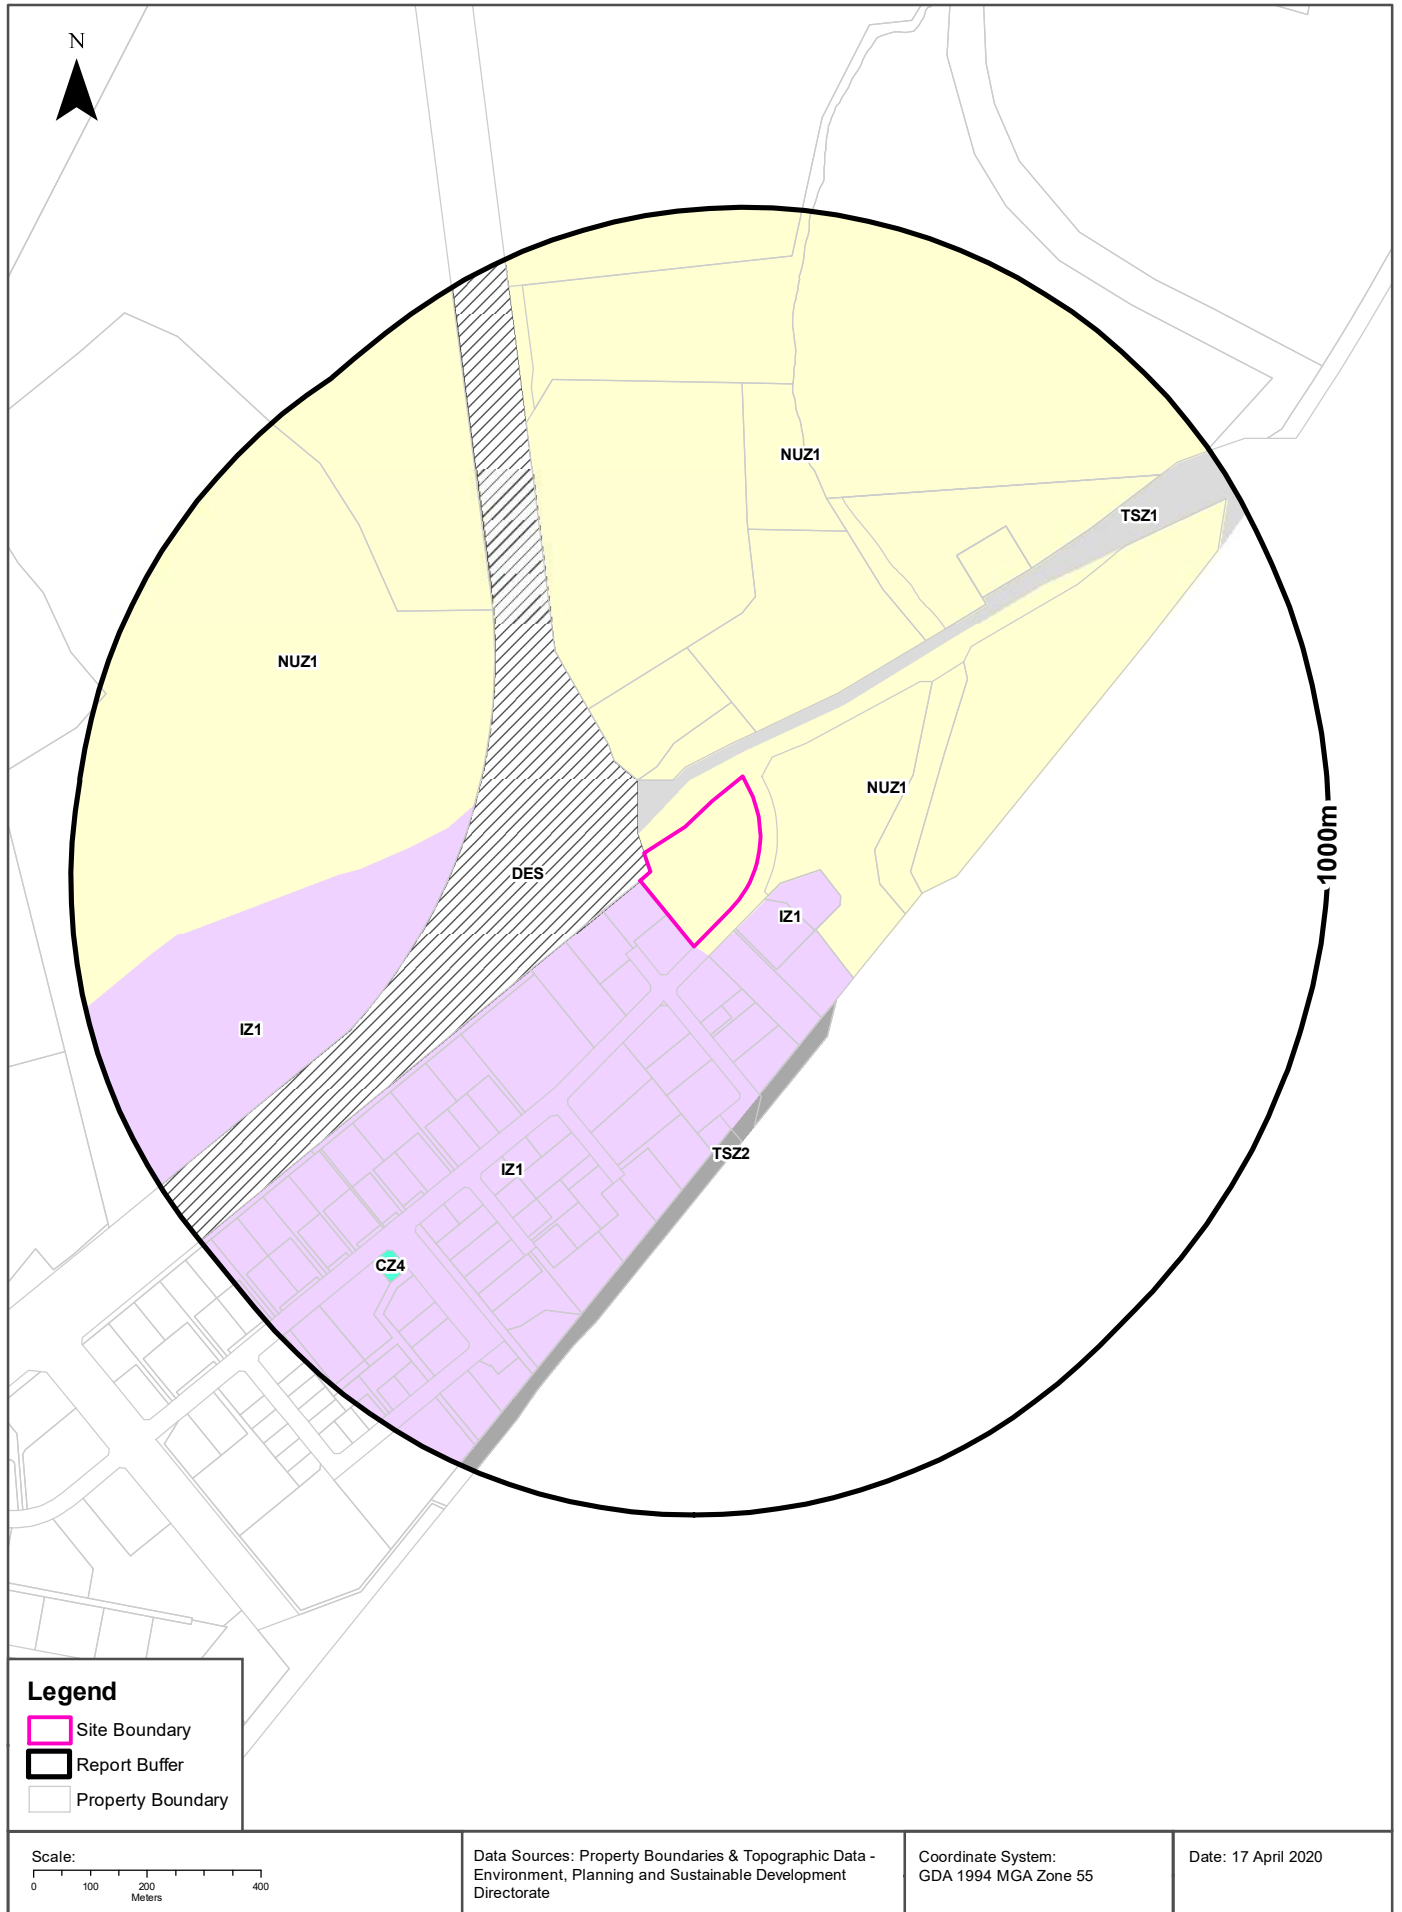 N
NUZ1
TSZ1
NUZ1
NUZ1
1000m
DES
IZ1
IZ1
TSZ2
IZ1
CZ4
Legend
Site Boundary
Report Buffer
Property Boundary
Scale:
0 100 200 400
Meters
Data Sources: Property Boundaries & Topographic Data -
Environment, Planning and Sustainable Development
Directorate
Coordinate System:
GDA 1994 MGA Zone 55
Date: 17 April 2020